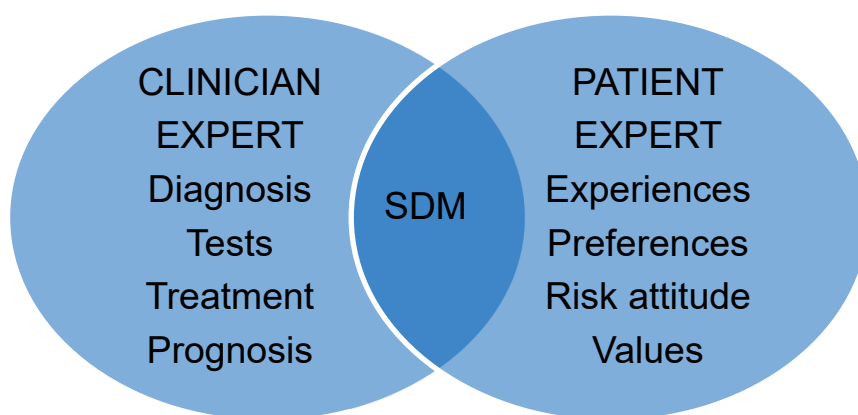 CLINICIAN
EXPERT
Diagnosis
Tests
Treatment
Prognosis
SDM
PATIENT
EXPERT
Experiences
Preferences
Risk attitude
Values